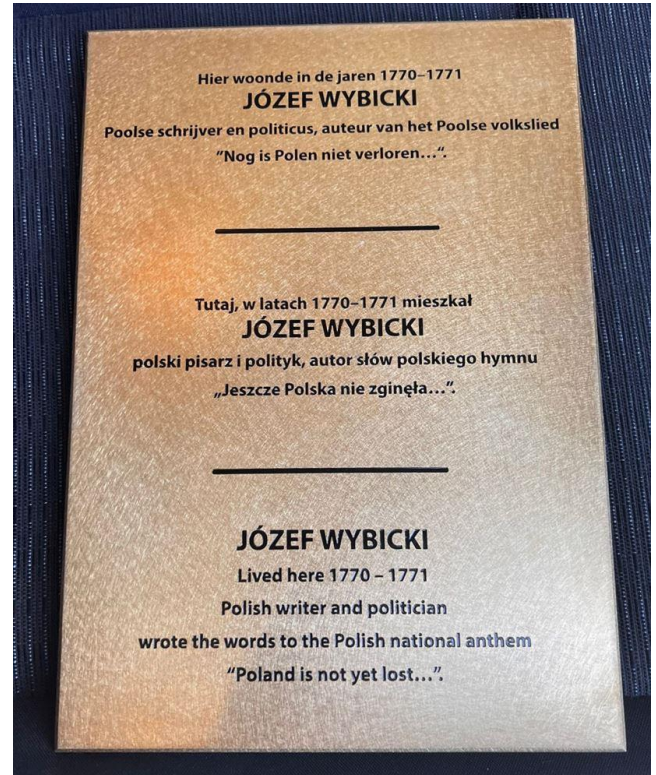 Hier woonde in de jaren 1770–1771
JÓZEF WYBICKI
Poolse schrijver en politicus, auteur van het Poolse volkslied
“Nog is Polen niet verloren…“.
Tutaj, w latach 1770–1771 mieszkał
JÓZEF WYBICKI
polski pisarz i polityk, autor słów polskiego hymnu
„Jeszcze Polska nie zginęła…”.
JÓZEF WYBICKI
Lived here 1770 – 1771
Polish writer and politician
wrote the words to the Polish national anthem
“Poland is not yet lost…”.